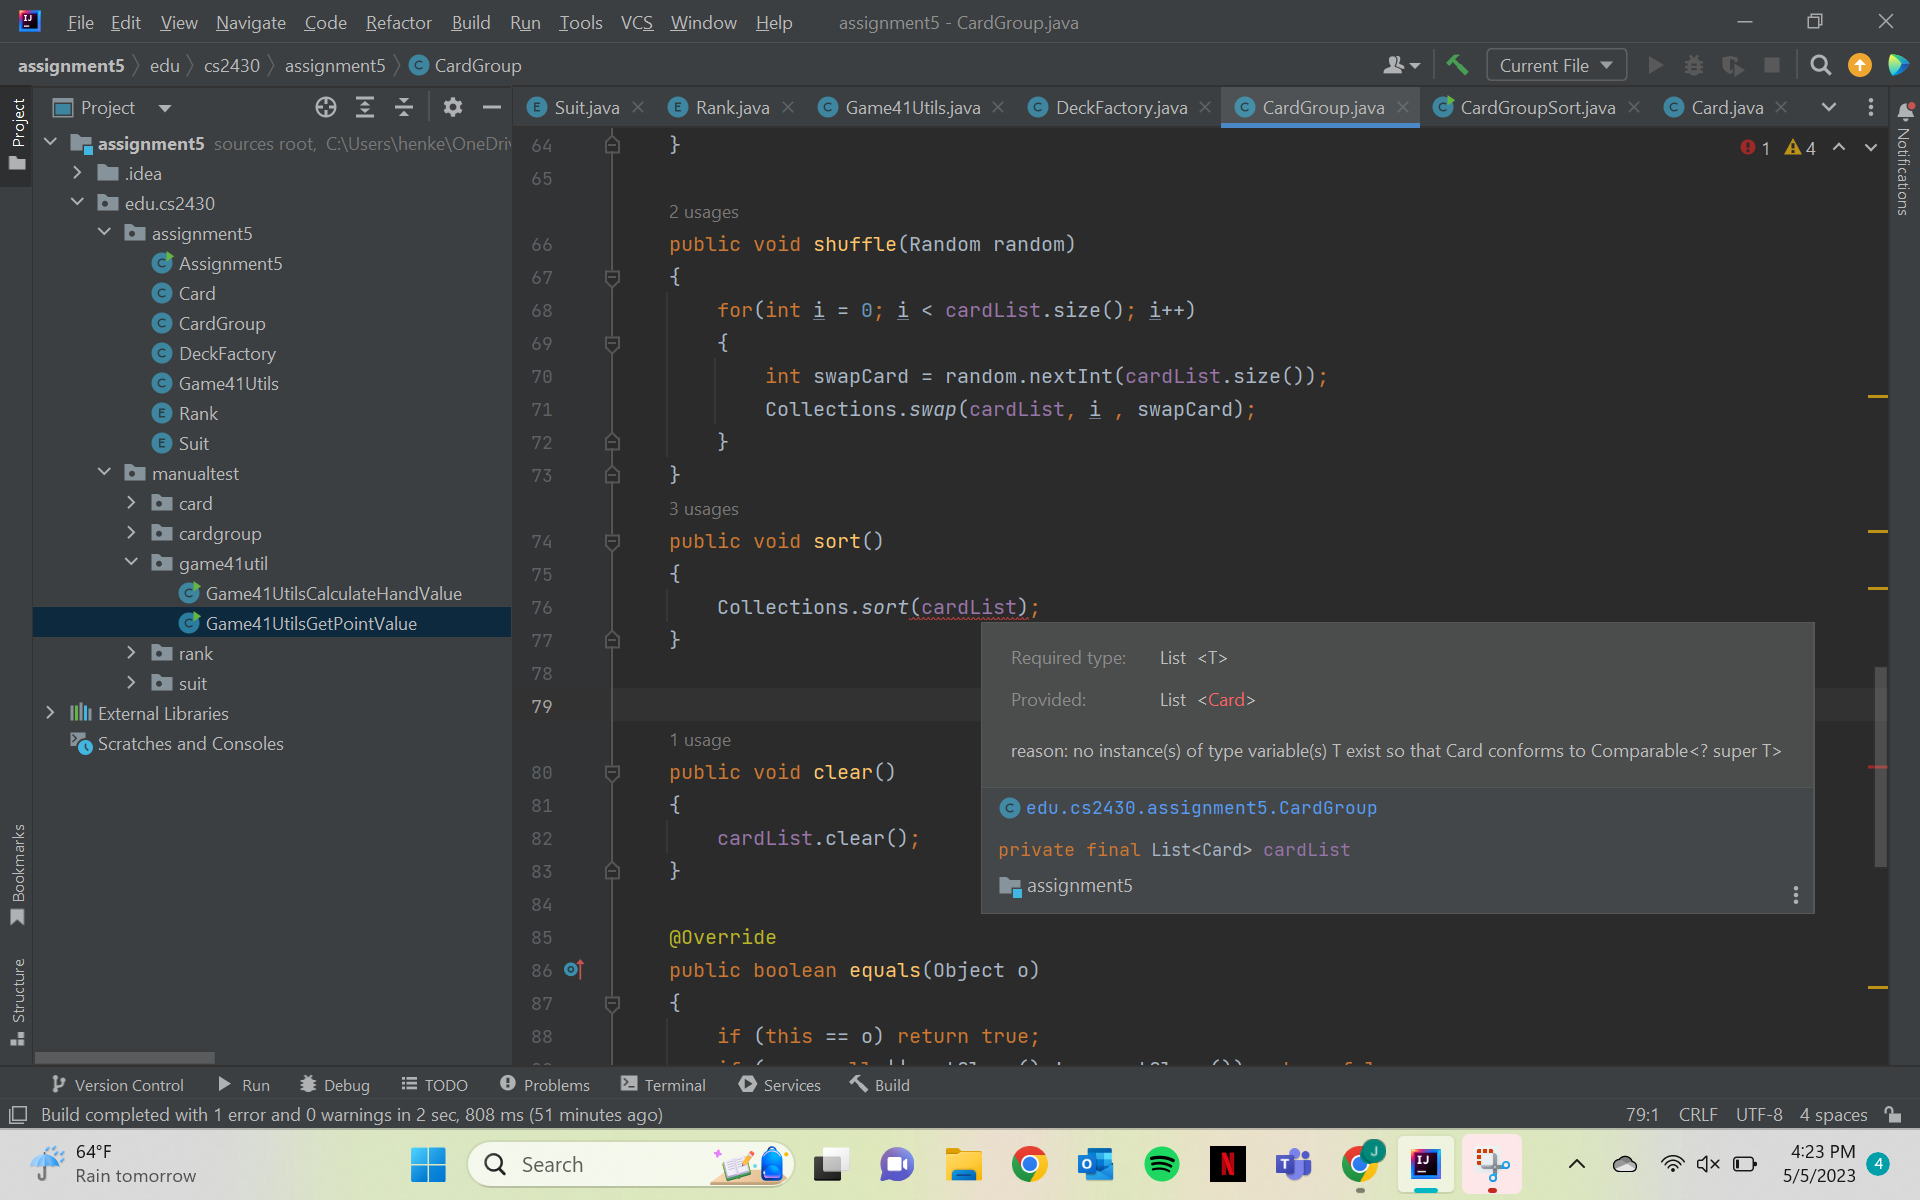 File Edit View Navigate Code Refactor Build Run Tools VCS Window Help assignment5 - CardGroup.java
assignment5 edu cs2430 assignment5 CardGroup
Current File
Project
Suit.java Rank.java Game41Utils.java DeckFactory.java CardGroup.java CardGroupSort.java Card.java
Project
Bookmarks
Structure
assignment5 sources root, C:\Users\henke\OneDri
.idea
edu.cs2430
assignment5
Assignment5
Card
CardGroup
DeckFactory
Game41Utils
Rank
Suit
manualtest
card
cardgroup
game41util
Game41UtilsCalculateHandValue
Game41UtilsGetPointValue
rank
suit
External Libraries
Scratches and Consoles
1 4
64 }
65
2 usages
66 public void shuffle(Random random)
67 {
68 for(int i = 0; i < cardList.size(); i++)
69 {
70 int swapCard = random.nextInt(cardList.size());
71 Collections.swap(cardList, i , swapCard);
72 }
73 }
3 usages
74 public void sort()
75 {
76 Collections.sort(cardList);
77 }
78
79
1 usage
80 public void clear()
81 {
82 cardList.clear();
83 }
84
85 @Override
86 public boolean equals(Object o)
87 {
88 if (this == o) return true;
Required type: List <T>
Provided: List <Card>
reason: no instance(s) of type variable(s) T exist so that Card conforms to Comparable<? super T>
edu.cs2430.assignment5.CardGroup
private final List<Card> cardList
assignment5
Notifications
Version Control Run Debug TODO Problems Terminal Services Build
Build completed with 1 error and 0 warnings in 2 sec, 808 ms (51 minutes ago)
79:1 CRLF UTF-8 4 spaces
64°F
Rain tomorrow
Search
J
4:23 PM
5/5/2023
4